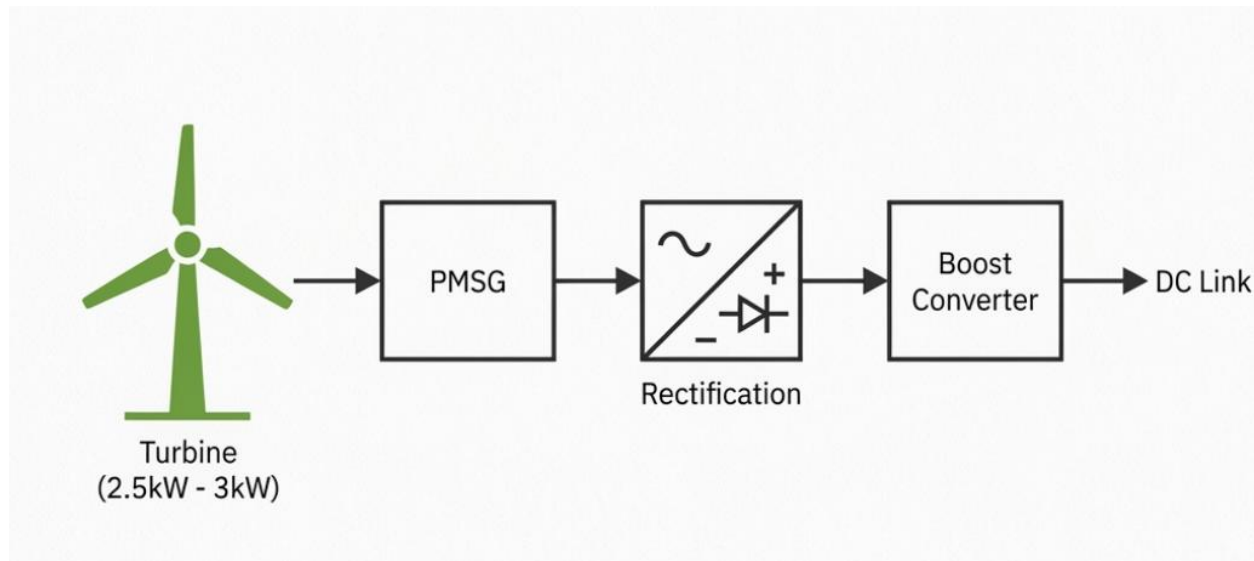 Turbine
(2.5kW - 3kW)
PMSG
Rectification
Boost
Converter
DC Link